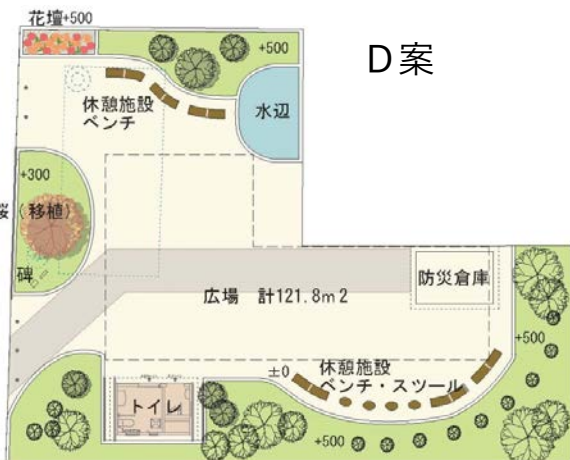 花壇+500
+500
D案
休憩施設
ベンチ
水辺
+300
桜(移植)
碑
防災倉庫
広場 計121.8m2
+500
±0
休憩施設
ベンチ・スツール
トイレ
+500